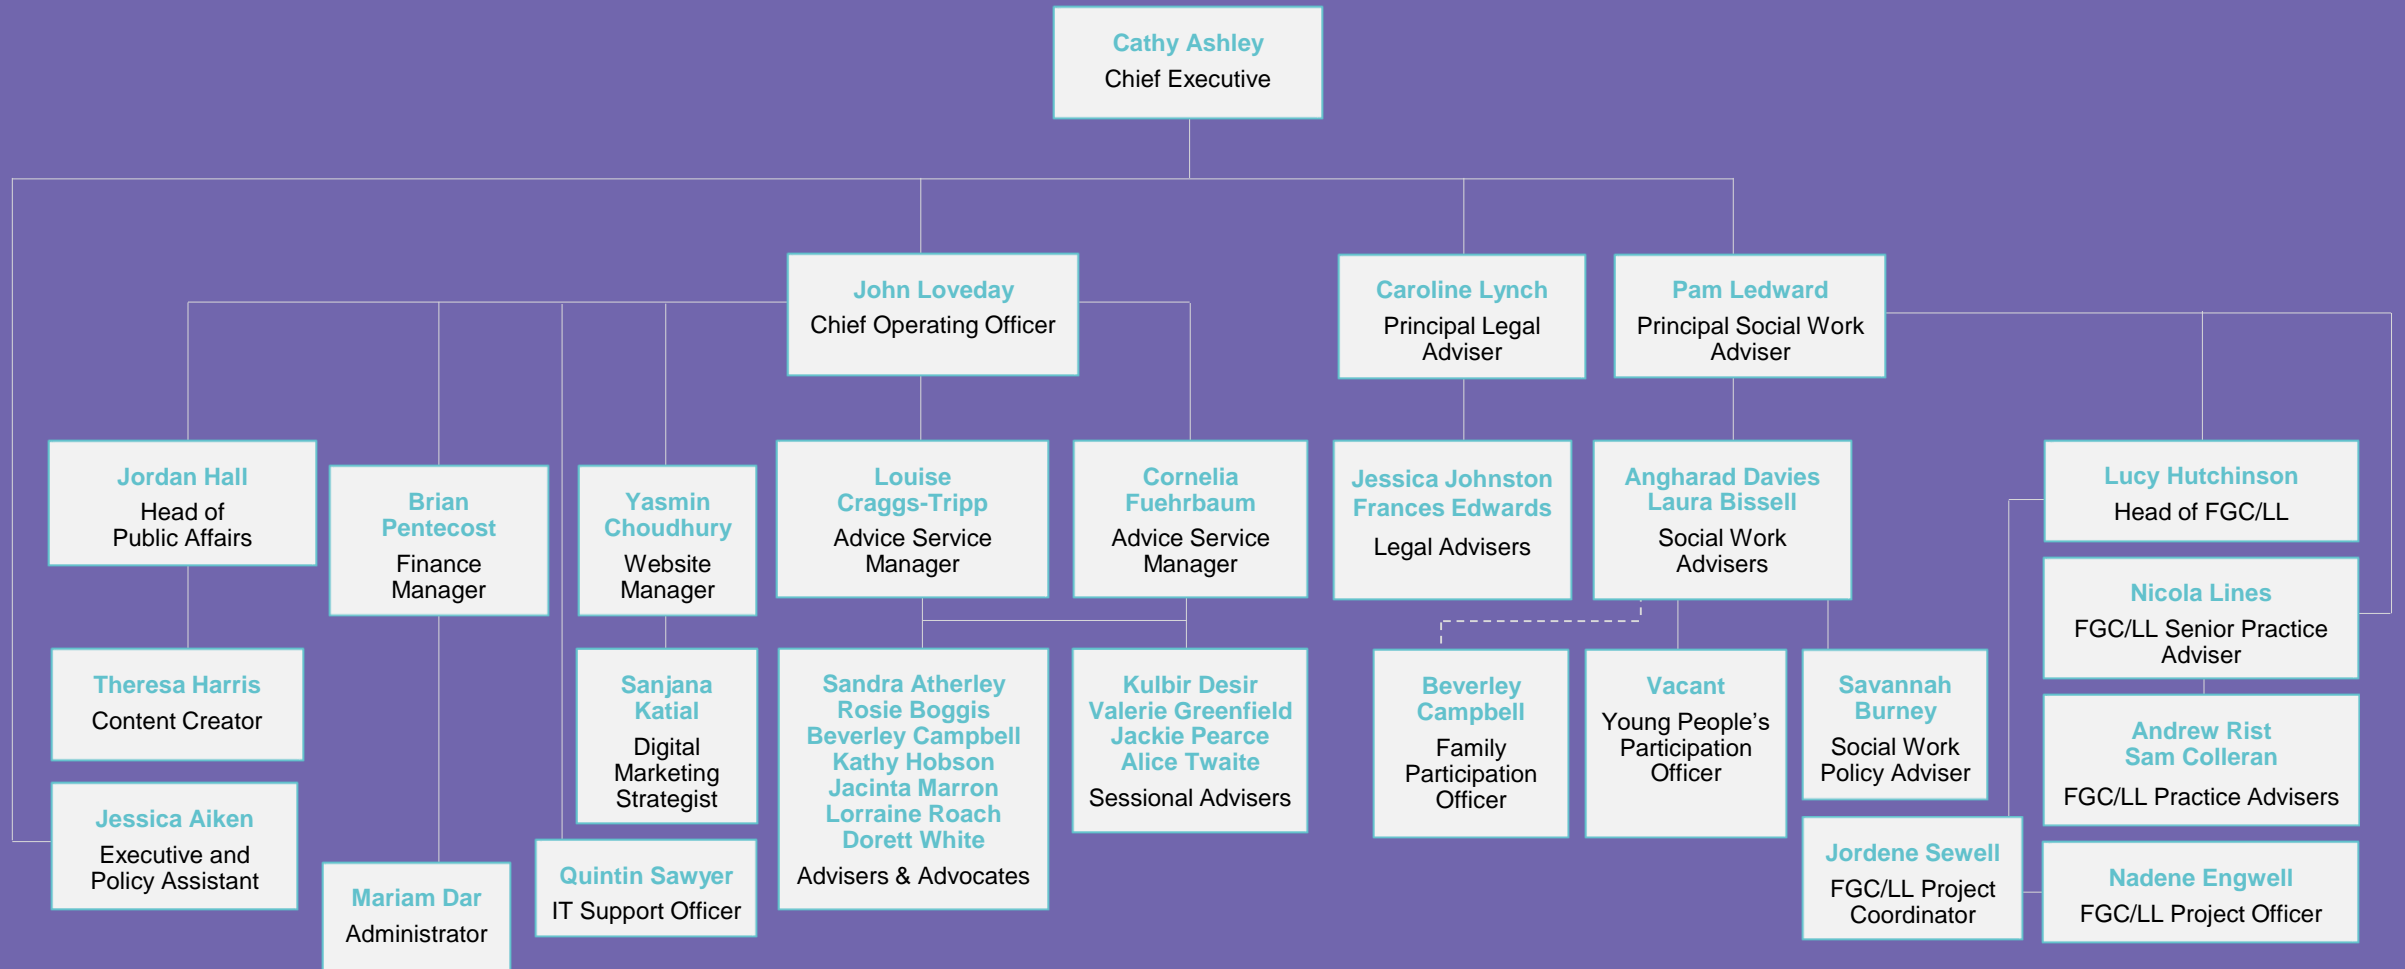 Cathy Ashley
Chief Executive
John Loveday
Chief Operating Officer
Caroline Lynch
Principal Legal
Adviser
Pam Ledward
Principal Social Work
Adviser
Jordan Hall
Head of
Public Affairs
Brian
Pentecost
Finance
Manager
Yasmin
Choudhury
Website
Manager
Louise
Craggs-Tripp
Advice Service
Manager
Cornelia
Fuehrbaum
Advice Service
Manager
Jessica Johnston
Frances Edwards
Legal Advisers
Angharad Davies
Laura Bissell
Social Work
Advisers
Lucy Hutchinson
Head of FGC/LL
Nicola Lines
FGC/LL Senior Practice
Adviser
Theresa Harris
Content Creator
Sanjana
Katial
Digital
Marketing
Strategist
Sandra Atherley
Rosie Boggis
Beverley Campbell
Kathy Hobson
Jacinta Marron
Lorraine Roach
Dorett White
Advisers & Advocates
Kulbir Desir
Valerie Greenfield
Jackie Pearce
Alice Twaite
Sessional Advisers
Beverley
Campbell
Family
Participation
Officer
Vacant
Young People’s
Participation
Officer
Savannah
Burney
Social Work
Policy Adviser
Andrew Rist
Sam Colleran
FGC/LL Practice Advisers
Jessica Aiken
Executive and
Policy Assistant
Mariam Dar
Administrator
Quintin Sawyer
IT Support Officer
Jordene Sewell
FGC/LL Project
Coordinator
Nadene Engwell
FGC/LL Project Officer